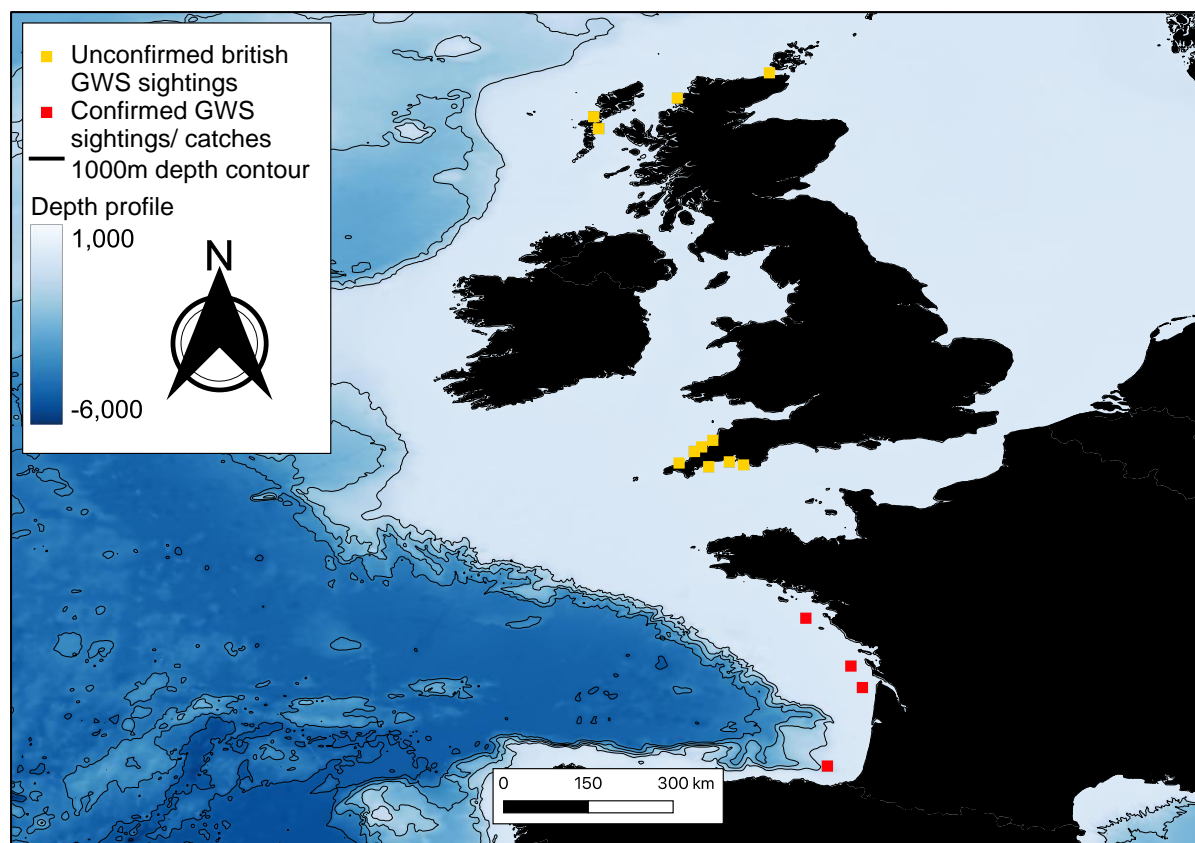 Unconfirmed british
GWS sightings
Confirmed GWS
sightings/ catches
1000m depth contour
Depth profile
1,000
-6,000
N
0 150 300 km